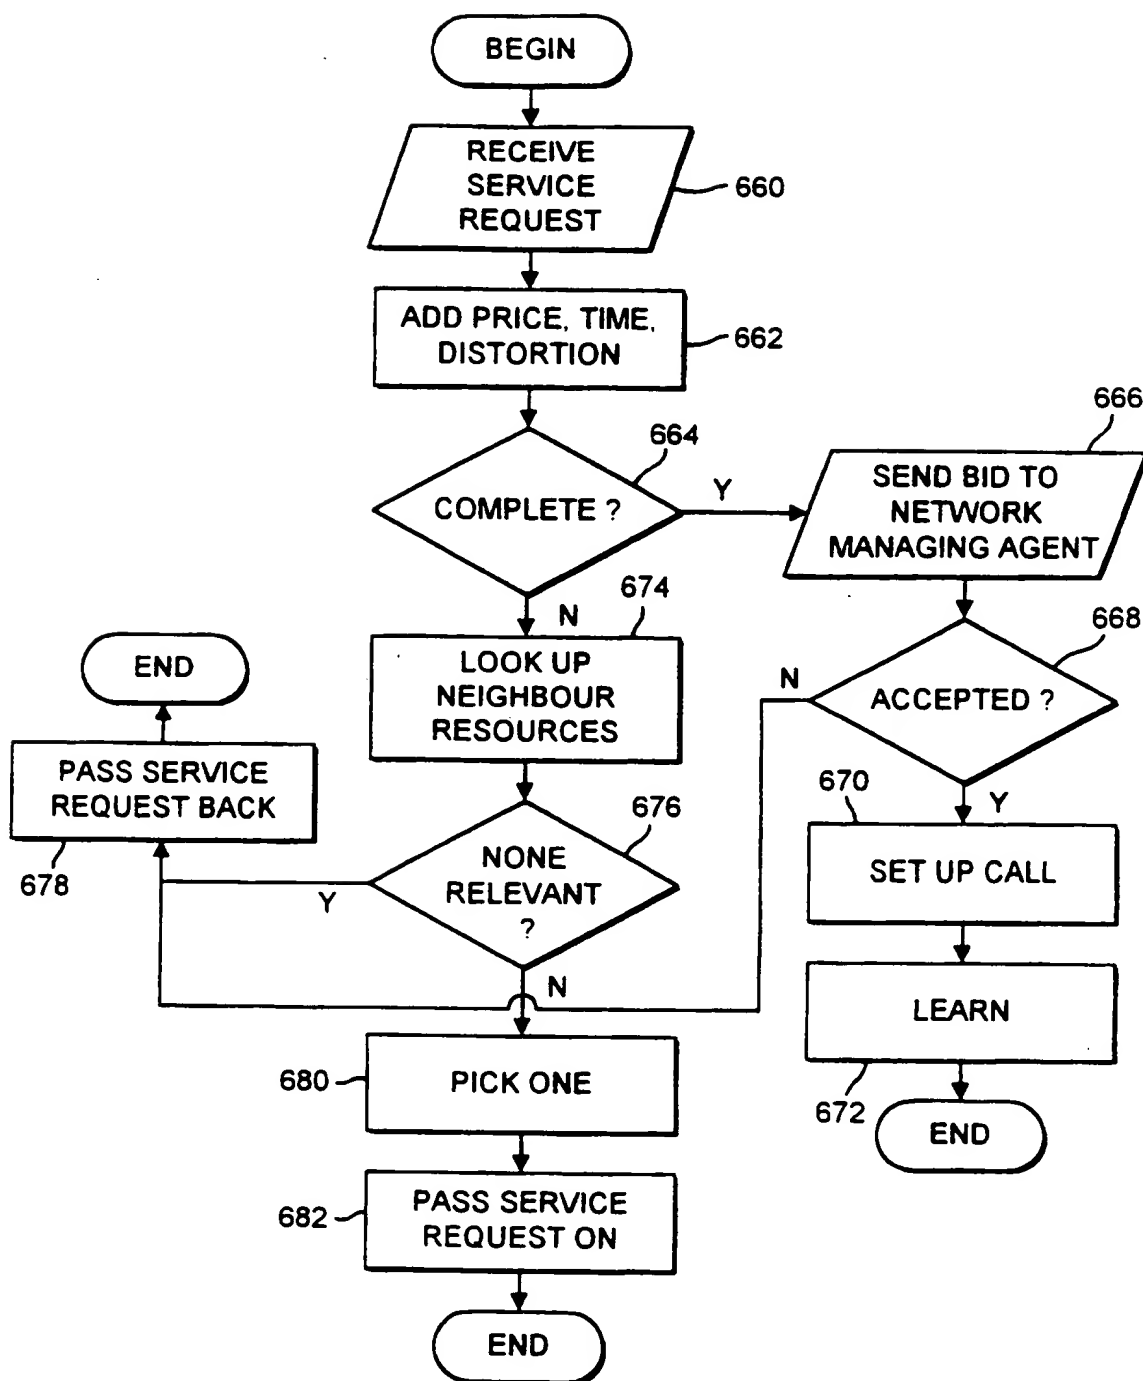 BEGIN
RECEIVE
SERVICE
REQUEST
660
ADD PRICE, TIME,
DISTORTION
662
COMPLETE ?
664
Y
N
SEND BID TO
NETWORK
MANAGING AGENT
666
ACCEPTED ?
668
N
Y
SET UP CALL
670
LEARN
672
END
LOOK UP
NEIGHBOUR
RESOURCES
674
NONE
RELEVANT
?
676
Y
N
PASS SERVICE
REQUEST BACK
678
END
PICK ONE
680
PASS SERVICE
REQUEST ON
682
END